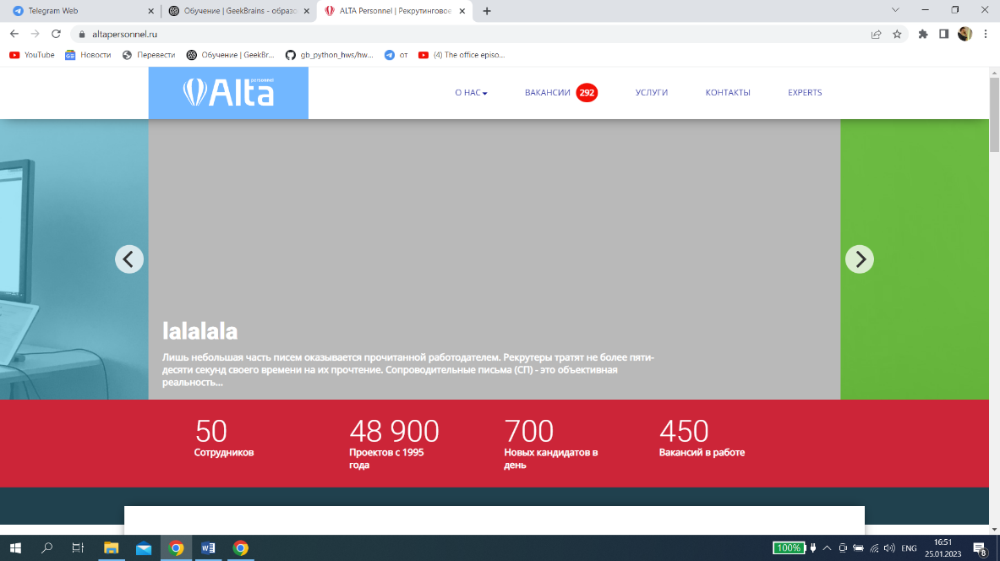 Telegram Web
Обучение | GeekBrains - образо
ALTA Personnel | Рекрутинговое
altapersonnel.ru
YouTube
Новости
Перевести
Обучение | GeekBr...
gb_python_hws/hw...
от
(4) The office episo...
Alta
personnel
О НАС
ВАКАНСИИ 292
УСЛУГИ
КОНТАКТЫ
EXPERTS
lalalala
Лишь небольшая часть писем оказывается прочитанной работодателем. Рекрутеры тратят не более пяти-
десяти секунд своего времени на их прочтение. Сопроводительные письма (СП) - это объективная
реальность...
50
Сотрудников
48 900
Проектов с 1995
года
700
Новых кандидатов в
день
450
Вакансий в работе
100%
ENG
16:51
25.01.2023
8